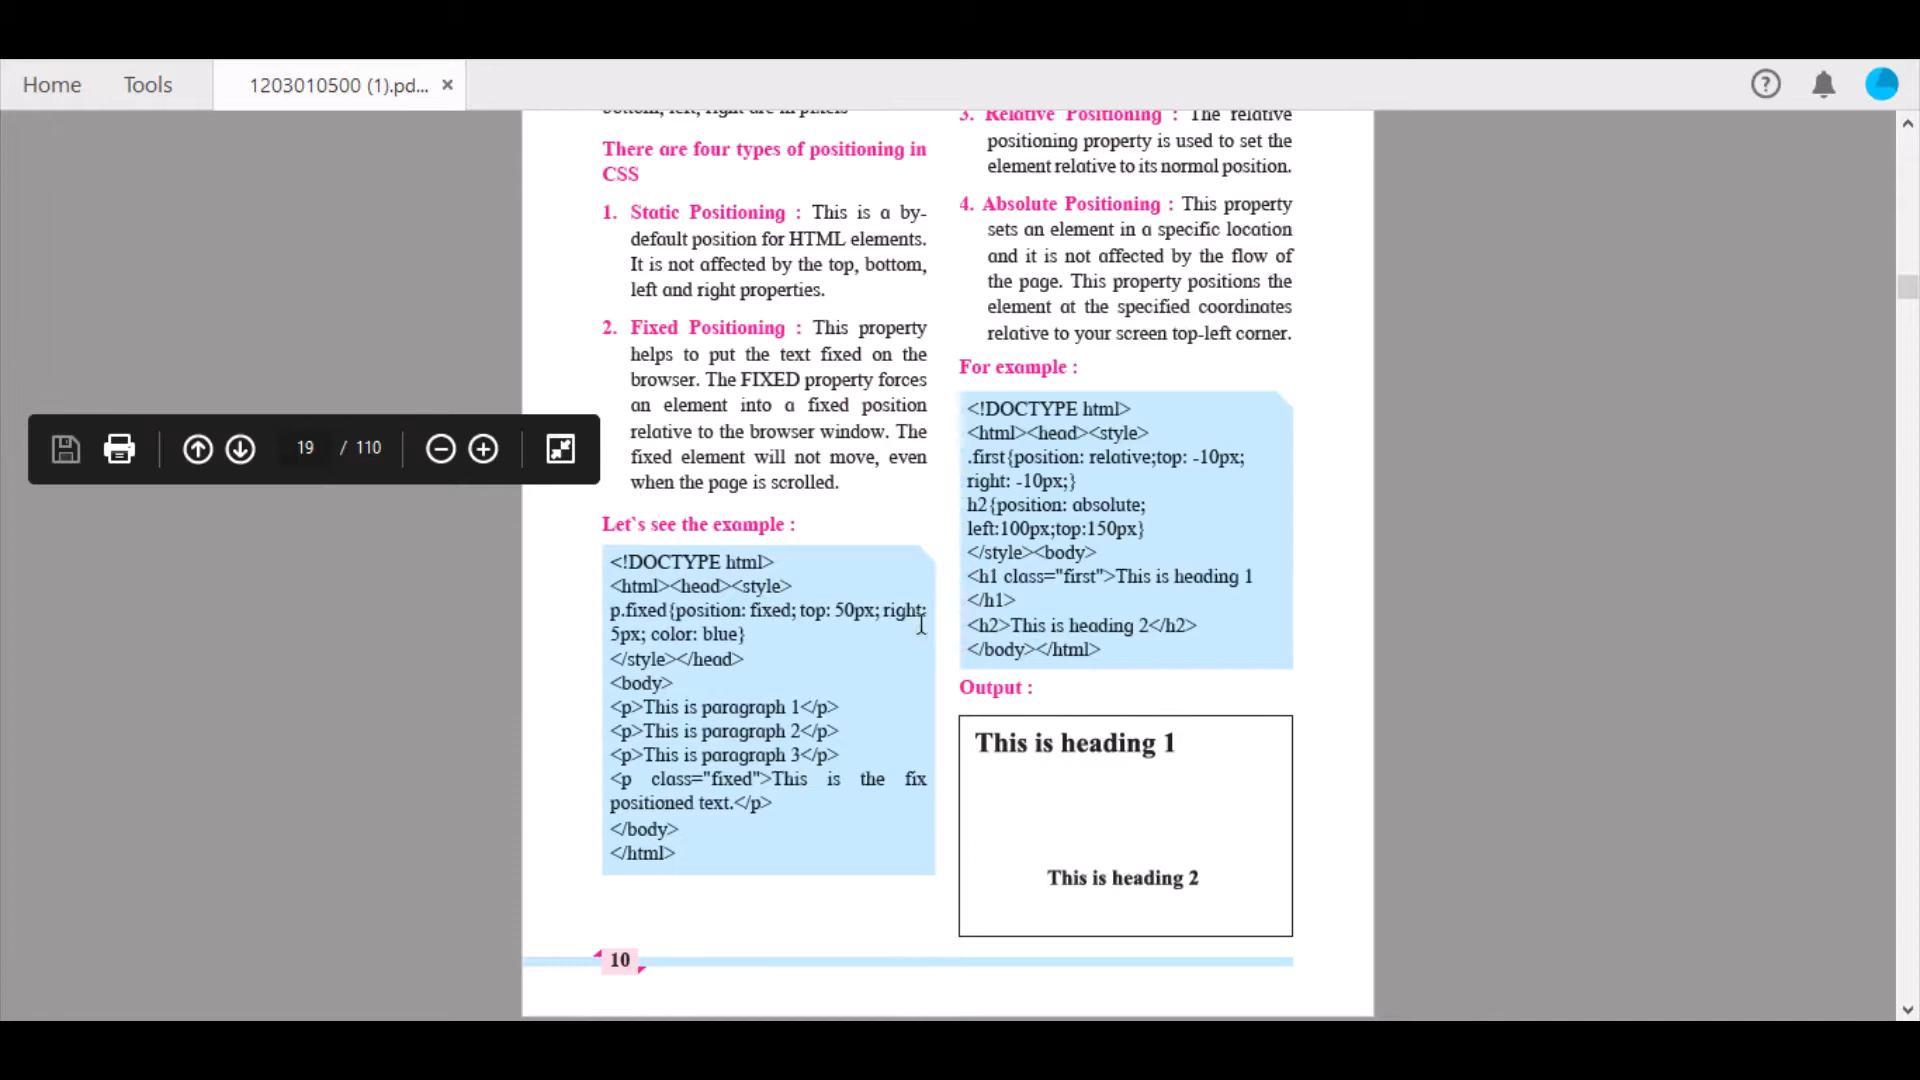 Home
Tools
1203010500 (1).pd...
bottom, left, right are in pixels
There are four types of positioning in
CSS
1. Static Positioning : This is a by-
default position for HTML elements.
It is not affected by the top, bottom,
left and right properties.
2. Fixed Positioning : This property
helps to put the text fixed on the
browser. The FIXED property forces
an element into a fixed position
relative to the browser window. The
fixed element will not move, even
when the page is scrolled.
Let`s see the example :
<!DOCTYPE html>
<html><head><style>
p.fixed{position: fixed; top: 50px; right:
5px; color: blue}
</style></head>
<body>
<p>This is paragraph 1</p>
<p>This is paragraph 2</p>
<p>This is paragraph 3</p>
<p class="fixed">This is the fix
positioned text.</p>
</body>
</html>
3. Relative Positioning : The relative
positioning property is used to set the
element relative to its normal position.
4. Absolute Positioning : This property
sets an element in a specific location
and it is not affected by the flow of
the page. This property positions the
element at the specified coordinates
relative to your screen top-left corner.
For example :
<!DOCTYPE html>
<html><head><style>
.first{position: relative;top: -10px;
right: -10px;}
h2{position: absolute;
left:100px;top:150px}
</style><body>
<h1 class="first">This is heading 1
</h1>
<h2>This is heading 2</h2>
</body></html>
Output :
This is heading 1
This is heading 2
10
19 / 110